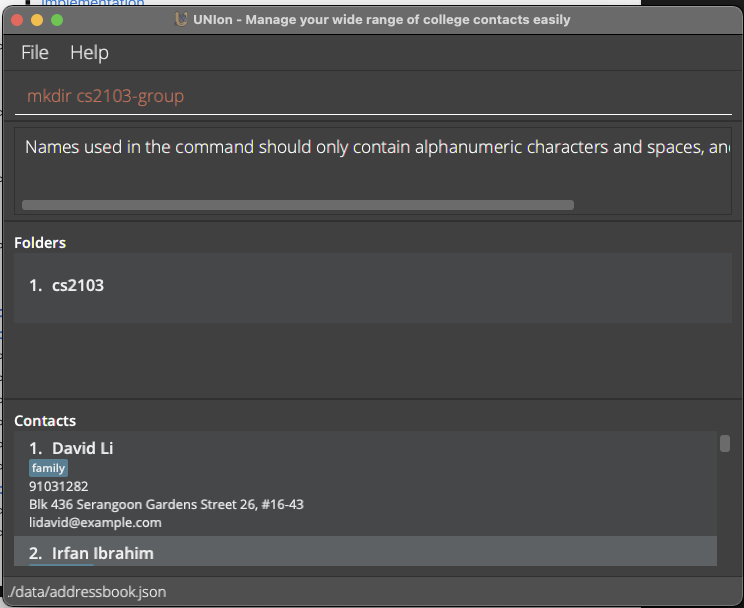 Implementation
UNIon - Manage your wide range of college contacts easily
File Help
mkdir cs2103-group
Names used in the command should only contain alphanumeric characters and spaces, and
Folders
1. cs2103
Contacts
1. David Li
family
91031282
Blk 436 Serangoon Gardens Street 26, #16-43
lidavid@example.com
2. Irfan Ibrahim
./data/addressbook.json